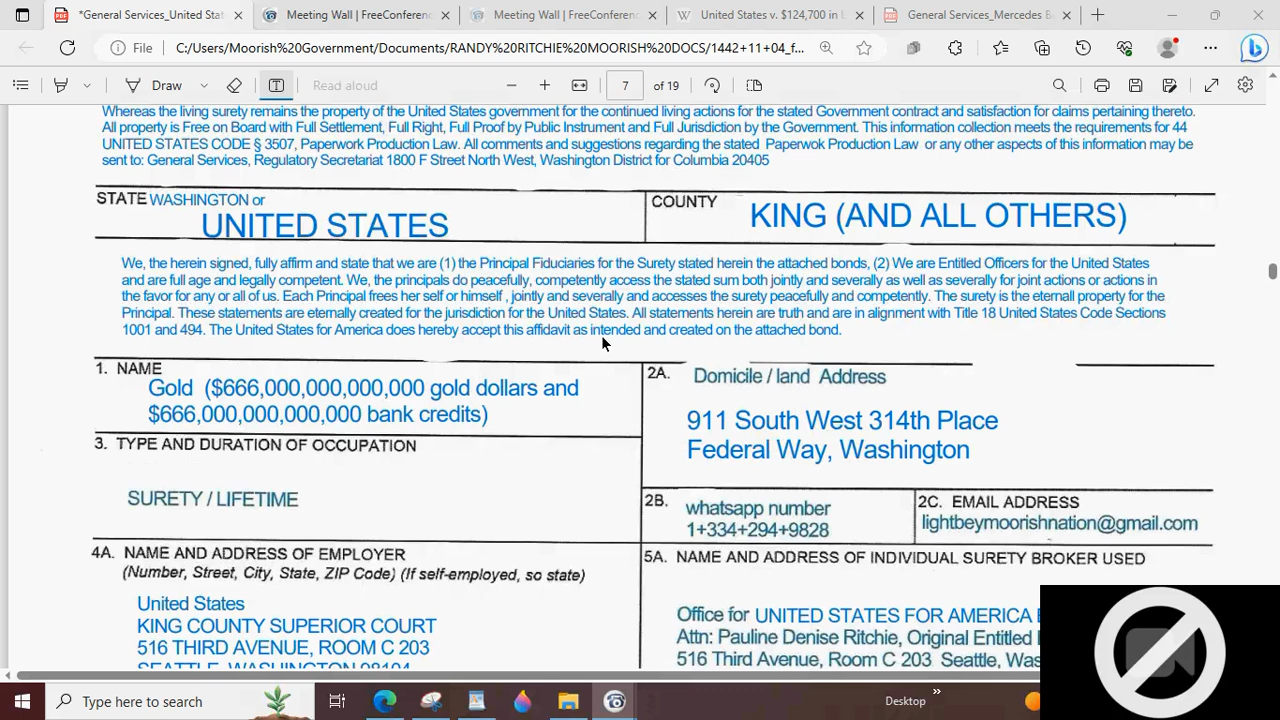 *General Services_United Stat
Meeting Wall | FreeConferenc
Meeting Wall | FreeConferenc
United States v. $124,700 in U
General Services_Mercedes B
File
C:/Users/Moorish%20Government/Documents/RANDY%20RITCHIE%20MOORISH%20DOCS/1442+11+04_f...
Draw
Read aloud
7 of 19
Whereas the living surety remains the property of the United States government for the continued living actions for the stated Government contract and satisfaction for claims pertaining thereto.
All property is Free on Board with Full Settlement, Full Right, Full Proof by Public Instrument and Full Jurisdiction by the Government. This information collection meets the requirements for 44
UNITED STATES CODE § 3507, Paperwork Production Law. All comments and suggestions regarding the stated Paperwok Production Law or any other aspects of this information may be
sent to: General Services, Regulatory Secretariat 1800 F Street North West, Washington District for Columbia 20405
STATE WASHINGTON or
UNITED STATES
COUNTY
KING (AND ALL OTHERS)
We, the herein signed, fully affirm and state that we are (1) the Principal Fiduciaries for the Surety stated herein the attached bonds, (2) We are Entitled Officers for the United States
and are full age and legally competent. We, the principals do peacefully, competently access the stated sum both jointly and severally as well as severally for joint actions or actions in
the favor for any or all of us. Each Principal frees her self or himself , jointly and severally and accesses the surety peacefully and competently. The surety is the eternall property for the
Principal. These statements are eternally created for the jurisdiction for the United States. All statements herein are truth and are in alignment with Title 18 United States Code Sections
1001 and 494. The United States for America does hereby accept this affidavit as intended and created on the attached bond.
1. NAME
Gold ($666,000,000,000,000 gold dollars and
$666,000,000,000,000 bank credits)
2A. Domicile / land Address
911 South West 314th Place
Federal Way, Washington
3. TYPE AND DURATION OF OCCUPATION
SURETY / LIFETIME
2B. whatsapp number
1+334+294+9828
2C. EMAIL ADDRESS
lightbeymoorishnation@gmail.com
4A. NAME AND ADDRESS OF EMPLOYER
(Number, Street, City, State, ZIP Code) (If self-employed, so state)
United States
KING COUNTY SUPERIOR COURT
516 THIRD AVENUE, ROOM C 203
SEATTLE, WASHINGTON 98104
5A. NAME AND ADDRESS OF INDIVIDUAL SURETY BROKER USED
Office for UNITED STATES FOR AMERICA
Attn: Pauline Denise Ritchie, Original Entitled
516 Third Avenue, Room C 203 Seattle, Was
Type here to search
Desktop